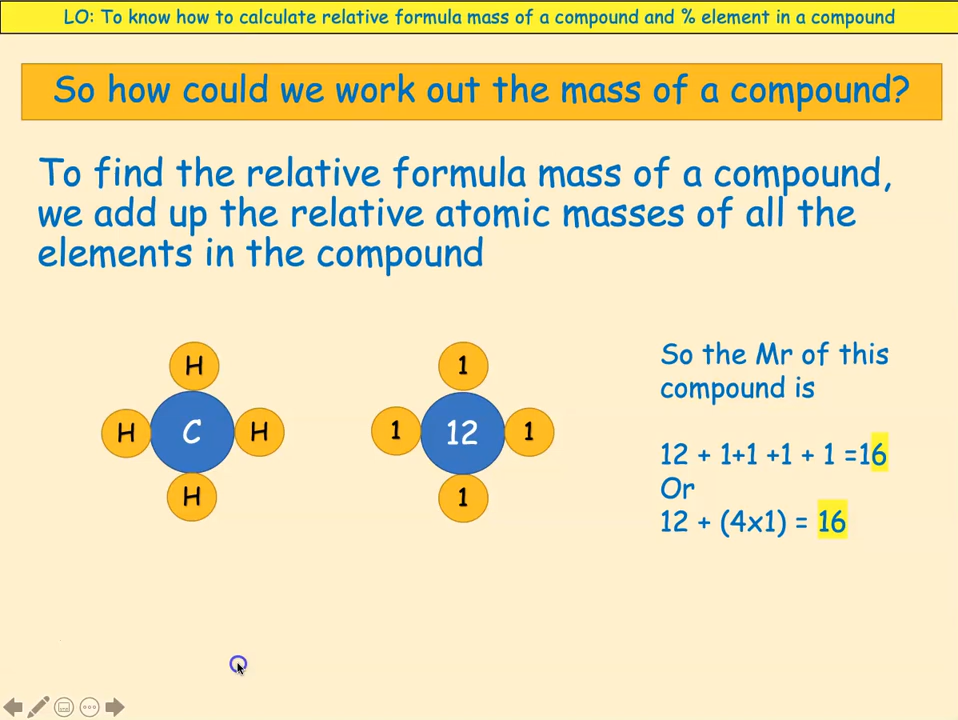 LO: To know how to calculate relative formula mass of a compound and % element in a compound
So how could we work out the mass of a compound?
To find the relative formula mass of a compound,
we add up the relative atomic masses of all the
elements in the compound
H
H C H
H
1
1 12 1
1
So the Mr of this
compound is
12 + 1+1 +1 + 1 =16
Or
12 + (4x1) = 16